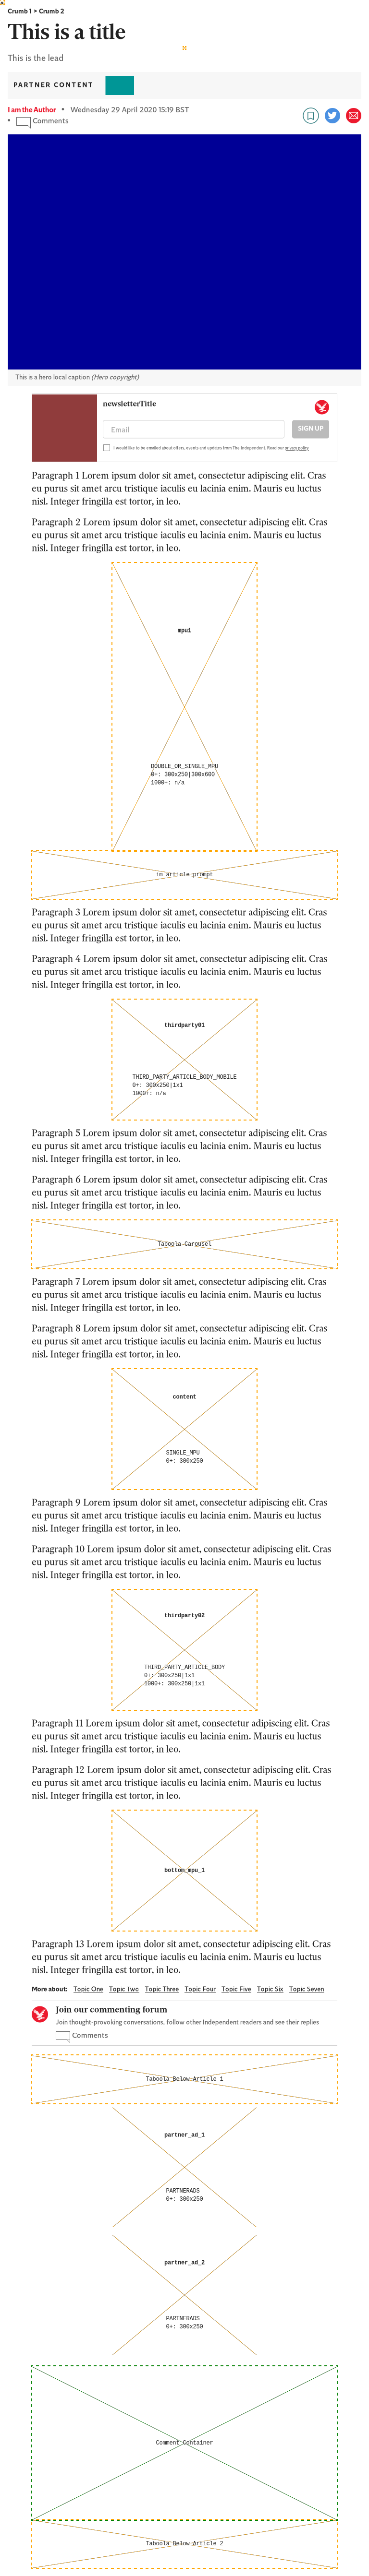 Crumb 1 > Crumb 2
This is a title
This is the lead
PARTNER CONTENT
I am the Author • Wednesday 29 April 2020 15:19 BST
• Comments
This is a hero local caption (Hero copyright)
newsletterTitle
Email
SIGN UP
I would like to be emailed about offers, events and updates from The Independent. Read our privacy policy
Paragraph 1 Lorem ipsum dolor sit amet, consectetur adipiscing elit. Cras
eu purus sit amet arcu tristique iaculis eu lacinia enim. Mauris eu luctus
nisl. Integer fringilla est tortor, in leo.
Paragraph 2 Lorem ipsum dolor sit amet, consectetur adipiscing elit. Cras
eu purus sit amet arcu tristique iaculis eu lacinia enim. Mauris eu luctus
nisl. Integer fringilla est tortor, in leo.
mpu1
DOUBLE_OR_SINGLE_MPU
0+: 300x250|300x600
1000+: n/a
im article prompt
Paragraph 3 Lorem ipsum dolor sit amet, consectetur adipiscing elit. Cras
eu purus sit amet arcu tristique iaculis eu lacinia enim. Mauris eu luctus
nisl. Integer fringilla est tortor, in leo.
Paragraph 4 Lorem ipsum dolor sit amet, consectetur adipiscing elit. Cras
eu purus sit amet arcu tristique iaculis eu lacinia enim. Mauris eu luctus
nisl. Integer fringilla est tortor, in leo.
thirdparty01
THIRD_PARTY_ARTICLE_BODY_MOBILE
0+: 300x250|1x1
1000+: n/a
Paragraph 5 Lorem ipsum dolor sit amet, consectetur adipiscing elit. Cras
eu purus sit amet arcu tristique iaculis eu lacinia enim. Mauris eu luctus
nisl. Integer fringilla est tortor, in leo.
Paragraph 6 Lorem ipsum dolor sit amet, consectetur adipiscing elit. Cras
eu purus sit amet arcu tristique iaculis eu lacinia enim. Mauris eu luctus
nisl. Integer fringilla est tortor, in leo.
Taboola Carousel
Paragraph 7 Lorem ipsum dolor sit amet, consectetur adipiscing elit. Cras
eu purus sit amet arcu tristique iaculis eu lacinia enim. Mauris eu luctus
nisl. Integer fringilla est tortor, in leo.
Paragraph 8 Lorem ipsum dolor sit amet, consectetur adipiscing elit. Cras
eu purus sit amet arcu tristique iaculis eu lacinia enim. Mauris eu luctus
nisl. Integer fringilla est tortor, in leo.
content
SINGLE_MPU
0+: 300x250
Paragraph 9 Lorem ipsum dolor sit amet, consectetur adipiscing elit. Cras
eu purus sit amet arcu tristique iaculis eu lacinia enim. Mauris eu luctus
nisl. Integer fringilla est tortor, in leo.
Paragraph 10 Lorem ipsum dolor sit amet, consectetur adipiscing elit. Cras
eu purus sit amet arcu tristique iaculis eu lacinia enim. Mauris eu luctus
nisl. Integer fringilla est tortor, in leo.
thirdparty02
THIRD_PARTY_ARTICLE_BODY
0+: 300x250|1x1
1000+: 300x250|1x1
Paragraph 11 Lorem ipsum dolor sit amet, consectetur adipiscing elit. Cras
eu purus sit amet arcu tristique iaculis eu lacinia enim. Mauris eu luctus
nisl. Integer fringilla est tortor, in leo.
Paragraph 12 Lorem ipsum dolor sit amet, consectetur adipiscing elit. Cras
eu purus sit amet arcu tristique iaculis eu lacinia enim. Mauris eu luctus
nisl. Integer fringilla est tortor, in leo.
bottom_mpu_1
Paragraph 13 Lorem ipsum dolor sit amet, consectetur adipiscing elit. Cras
eu purus sit amet arcu tristique iaculis eu lacinia enim. Mauris eu luctus
nisl. Integer fringilla est tortor, in leo.
More about: Topic One Topic Two Topic Three Topic Four Topic Five Topic Six Topic Seven
Join our commenting forum
Join thought-provoking conversations, follow other Independent readers and see their replies
Comments
Taboola Below Article 1
partner_ad_1
PARTNERADS
0+: 300x250
partner_ad_2
PARTNERADS
0+: 300x250
Comment Container
Taboola Below Article 2